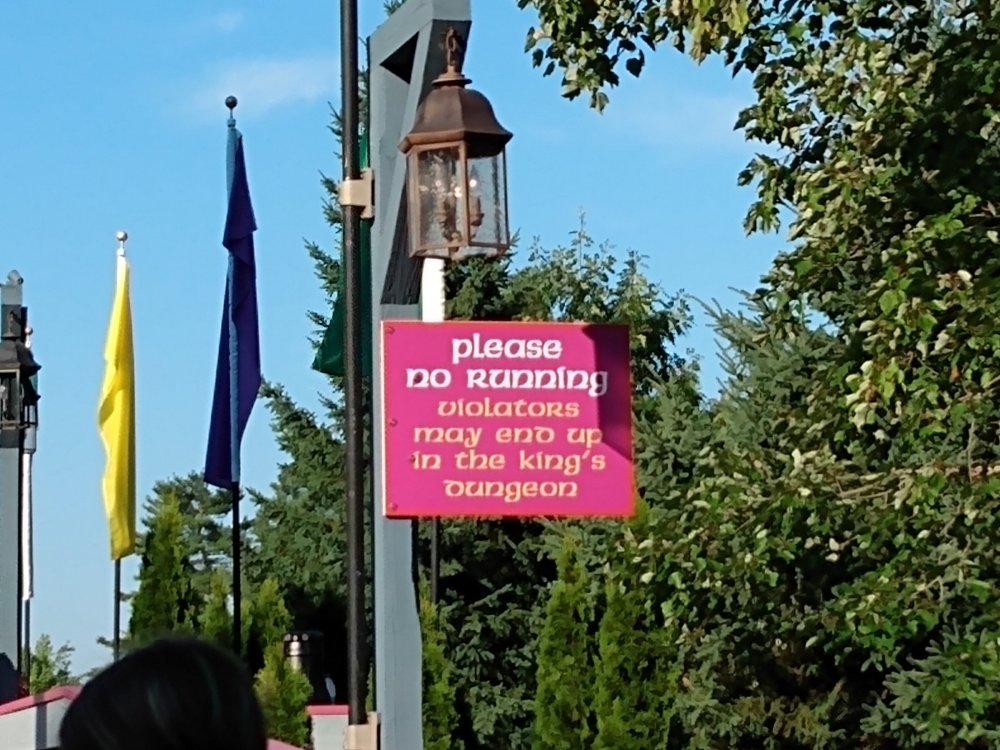 please
no running
violators
may end up
in the king's
dungeon